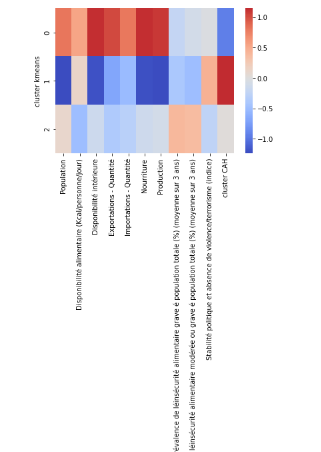 cluster kmeans
0
1
2
1.0
0.5
0.0
−0.5
−1.0
Population
Disponibilité alimentaire (Kcal/personne/jour)
Disponibilité intérieure
Exportations - Quantité
Importations - Quantité
Nourriture
Production
évalence de léinsécurité alimentaire grave é population totale (%) (moyenne sur 3 ans)
léinsécurité alimentaire modérée ou grave é population totale (%) (moyenne sur 3 ans)
Stabilité politique et absence de violence/terrorisme (indice)
cluster CAH